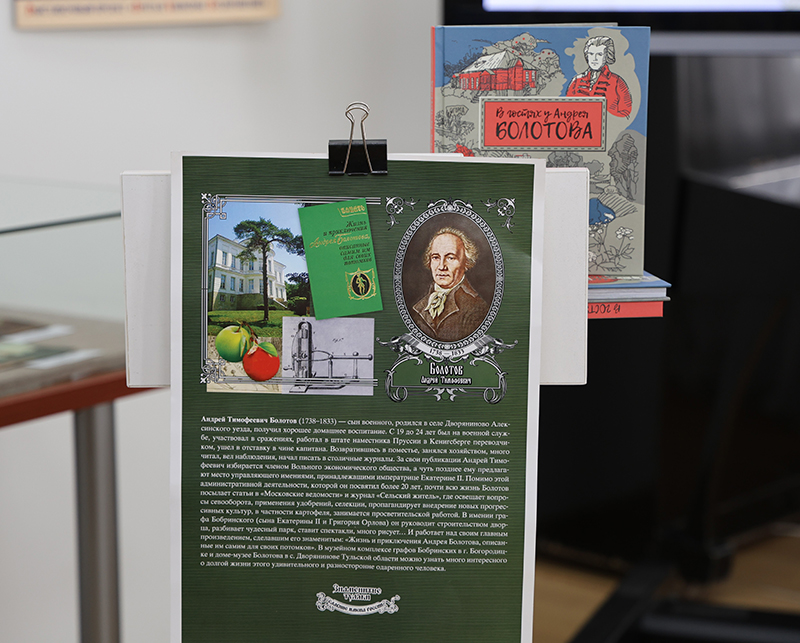 В гостях у Андрея
БОЛОТОВА
Жизнь
и приключения
Андрея Болотова,
описанные
самим им
для своих
потомков
1738 — 1833
Болотов
Андрей Тимофеевич
Андрей Тимофеевич Болотов (1738–1833) — сын военного, родился в селе Дворяниново Алек-
синского уезда, получил хорошее домашнее воспитание. С 19 до 24 лет был на военной служ-
бе, участвовал в сражениях, работал в штате наместника Пруссии в Кенигсберге переводчи-
ком, ушел в отставку в чине капитана. Возвратившись в поместье, занялся хозяйством, много
читал, вел наблюдения, начал писать в столичные журналы. За свои публикации Андрей Тимо-
феевич избирается членом Вольного экономического общества, а чуть позднее ему предлага-
ют место управляющего имениями, принадлежащими императрице Екатерине II. Помимо этой
административной деятельности, которой он посвятил более 20 лет, почти всю жизнь Болотов
посылает статьи в «Московские ведомости» и журнал «Сельский житель», где освещает вопро-
сы севооборота, применения удобрений, селекции, пропагандирует внедрение новых прогрес-
сивных культур, в частности картофеля, занимается просветительской работой. В имении гра-
фа Бобринского (сына Екатерины II и Григория Орлова) он руководит строительством двор-
ца, разбивает чудесный парк, ставит спектакли, много рисует... И работает над своим главным
произведением, сделавшим его знаменитым: «Жизнь и приключения Андрея Болотова, описан-
ные им самим для своих потомков». В музейном комплексе графов Бобринских в г. Богородиц-
ке и доме-музее Болотова в с. Дворянинове Тульской области можно узнать много интересного
о долгой жизни этого удивительного и разносторонне одаренного человека.
Знаменитые
туляки